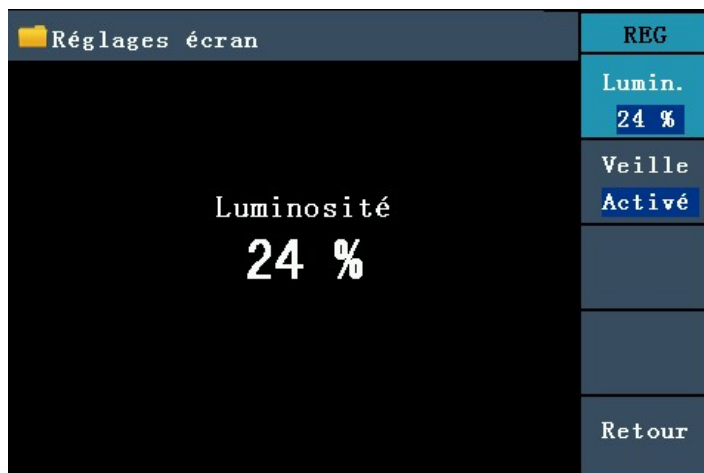 Réglages écran
REG
Lumin.
24 %
Veille
Activé
Luminosité
24 %
Retour